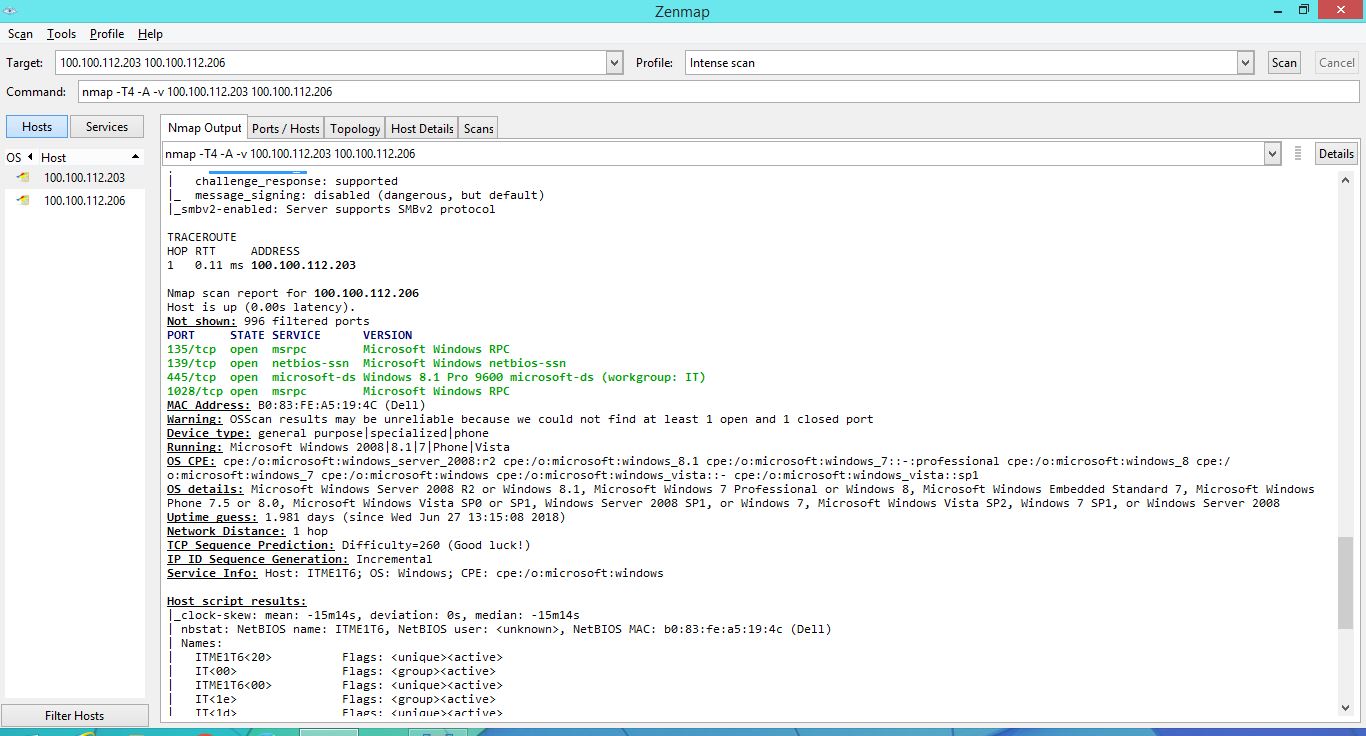 Zenmap
Scan Tools Profile Help
Target: 100.100.112.203 100.100.112.206 Profile: Intense scan Scan Cancel
Command: nmap -T4 -A -v 100.100.112.203 100.100.112.206
Hosts Services
OS Host
100.100.112.203
100.100.112.206
Filter Hosts
Nmap Output Ports / Hosts Topology Host Details Scans
nmap -T4 -A -v 100.100.112.203 100.100.112.206 Details
|   challenge_response: supported
|_  message_signing: disabled (dangerous, but default)
|_smbv2-enabled: Server supports SMBv2 protocol
TRACEROUTE
HOP RTT     ADDRESS
1   0.11 ms 100.100.112.203
Nmap scan report for 100.100.112.206
Host is up (0.00s latency).
Not shown: 996 filtered ports
PORT     STATE SERVICE      VERSION
135/tcp  open  msrpc        Microsoft Windows RPC
139/tcp  open  netbios-ssn  Microsoft Windows netbios-ssn
445/tcp  open  microsoft-ds Windows 8.1 Pro 9600 microsoft-ds (workgroup: IT)
1028/tcp open  msrpc        Microsoft Windows RPC
MAC Address: B0:83:FE:A5:19:4C (Dell)
Warning: OSScan results may be unreliable because we could not find at least 1 open and 1 closed port
Device type: general purpose|specialized|phone
Running: Microsoft Windows 2008|8.1|7|Phone|Vista
OS CPE: cpe:/o:microsoft:windows_server_2008:r2 cpe:/o:microsoft:windows_8.1 cpe:/o:microsoft:windows_7::-:professional cpe:/o:microsoft:windows_8 cpe:/
o:microsoft:windows_7 cpe:/o:microsoft:windows cpe:/o:microsoft:windows_vista::- cpe:/o:microsoft:windows_vista::sp1
OS details: Microsoft Windows Server 2008 R2 or Windows 8.1, Microsoft Windows 7 Professional or Windows 8, Microsoft Windows Embedded Standard 7, Microsoft Windows
Phone 7.5 or 8.0, Microsoft Windows Vista SP0 or SP1, Windows Server 2008 SP1, or Windows 7, Microsoft Windows Vista SP2, Windows 7 SP1, or Windows Server 2008
Uptime guess: 1.981 days (since Wed Jun 27 13:15:08 2018)
Network Distance: 1 hop
TCP Sequence Prediction: Difficulty=260 (Good luck!)
IP ID Sequence Generation: Incremental
Service Info: Host: ITME1T6; OS: Windows; CPE: cpe:/o:microsoft:windows
Host script results:
|_clock-skew: mean: -15m14s, deviation: 0s, median: -15m14s
| nbstat: NetBIOS name: ITME1T6, NetBIOS user: <unknown>, NetBIOS MAC: b0:83:fe:a5:19:4c (Dell)
| Names:
|   ITME1T6<20>          Flags: <unique><active>
|   IT<00>               Flags: <group><active>
|   ITME1T6<00>          Flags: <unique><active>
|   IT<1e>               Flags: <group><active>
|   IT<1d>               Flags: <unique><active>